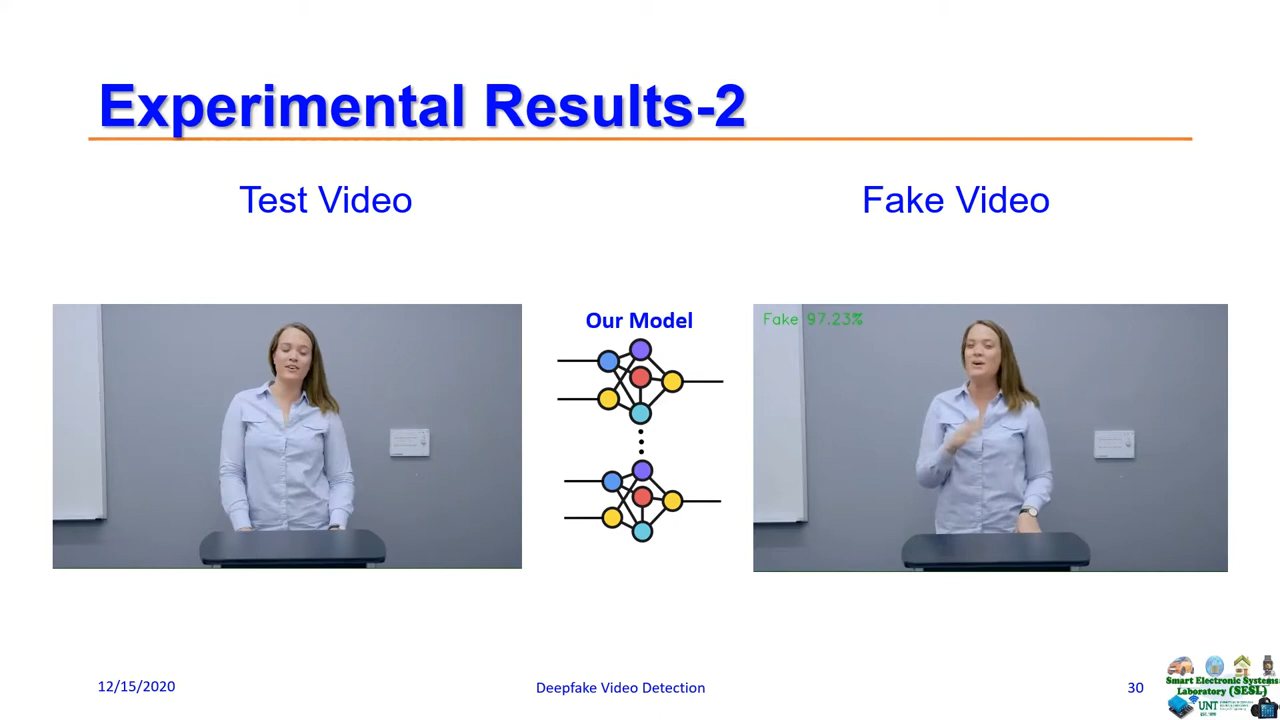 Experimental Results-2
Test Video
Fake Video
Our Model
Fake 97.23%
12/15/2020
Deepfake Video Detection
30
Smart Electronic Systems
Laboratory (SESL)
UNT